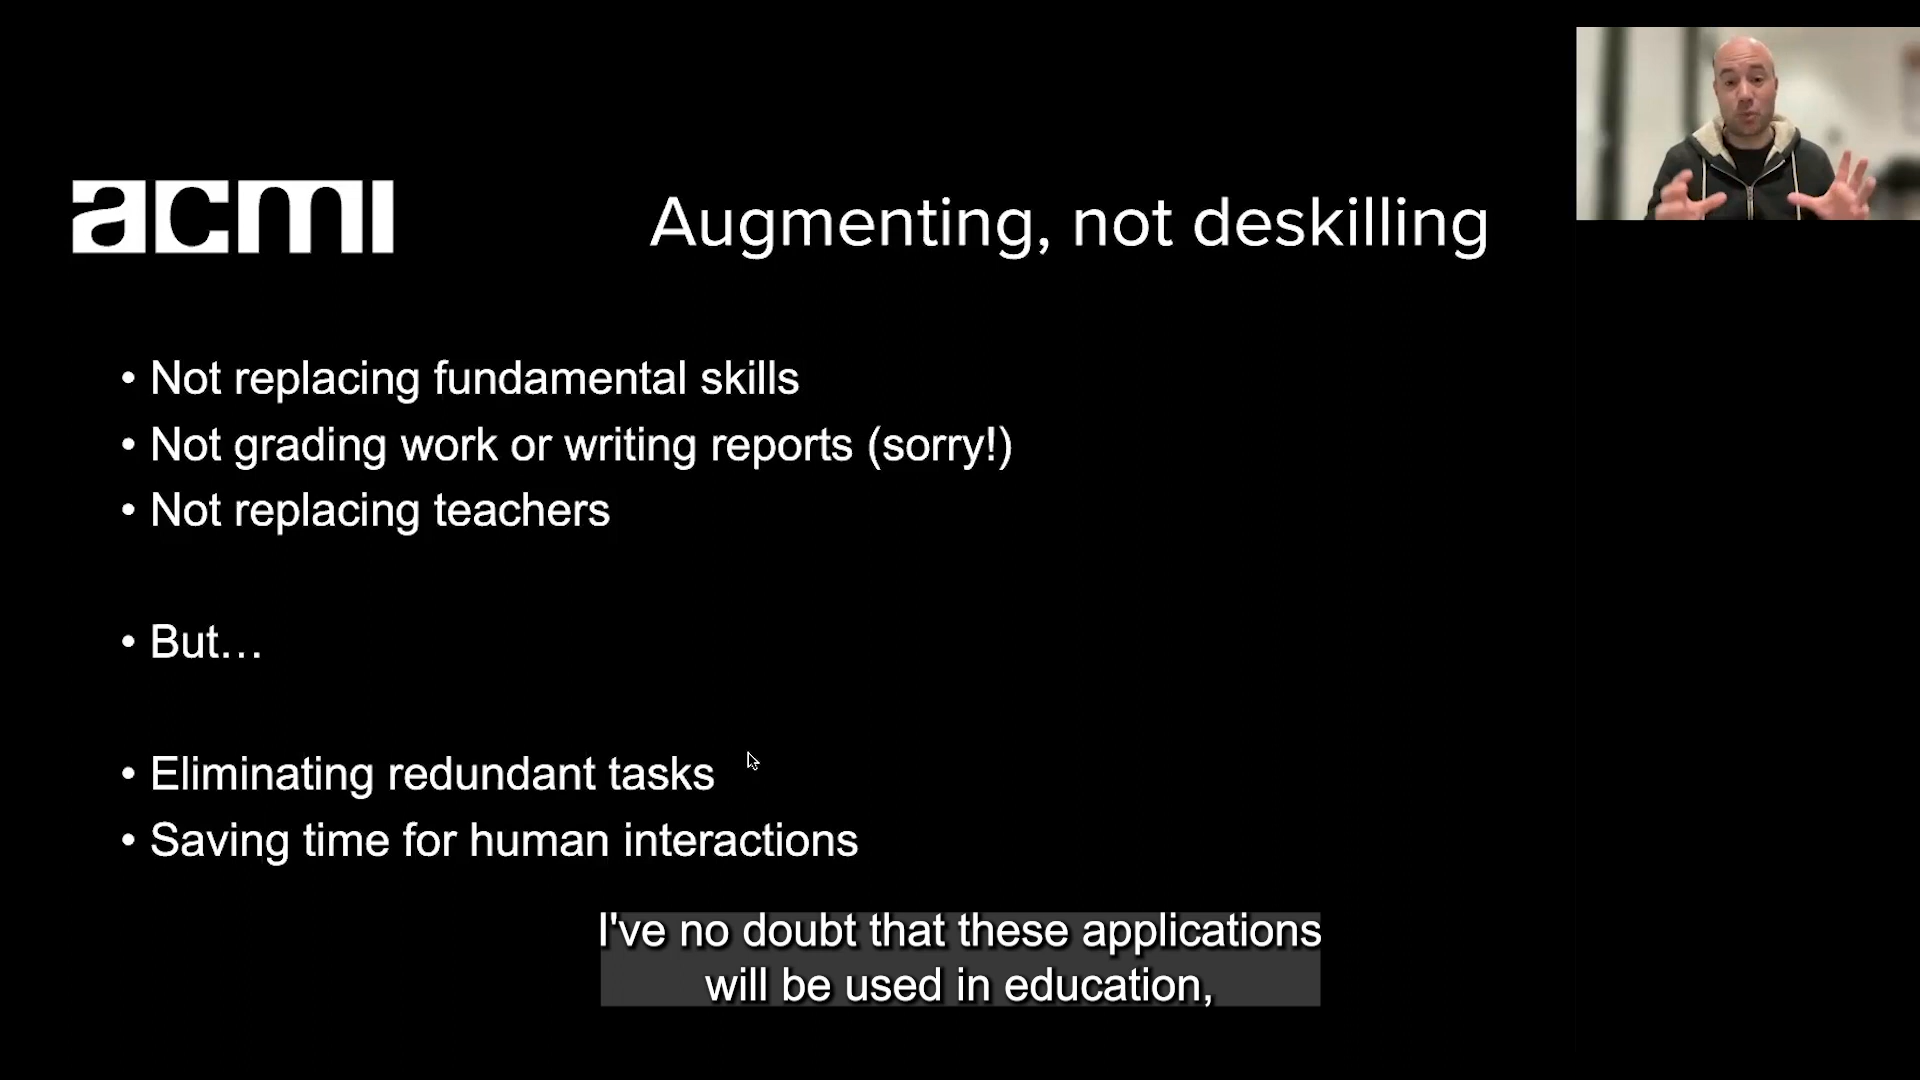 acmi
Augmenting, not deskilling
• Not replacing fundamental skills
• Not grading work or writing reports (sorry!)
• Not replacing teachers
• But…
• Eliminating redundant tasks
• Saving time for human interactions
I've no doubt that these applications
will be used in education,